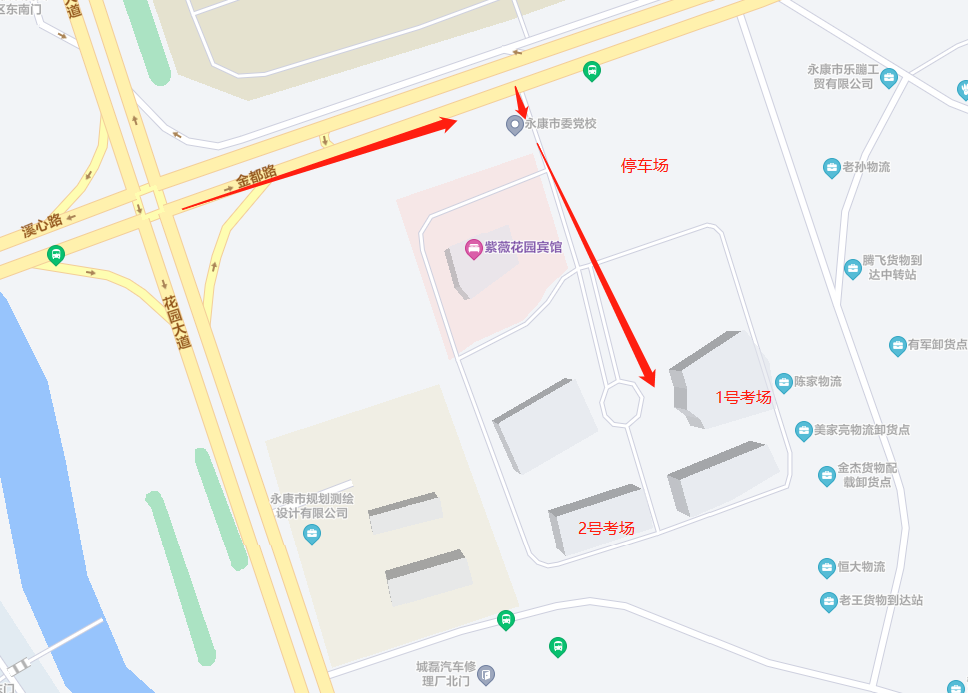 区东南门
大道
永康市乐蹦工
贸有限公司
永康市委党校
停车场
老孙物流
金都路
溪心路
紫薇花园宾馆
腾飞货物到
达中转站
花园大道
有军卸货点
陈家物流
1号考场
美家亮物流卸货点
金杰货物配
载卸货点
永康市规划测绘
设计有限公司
2号考场
恒大物流
老王货物到达站
城磊汽车修
理厂北门
东门